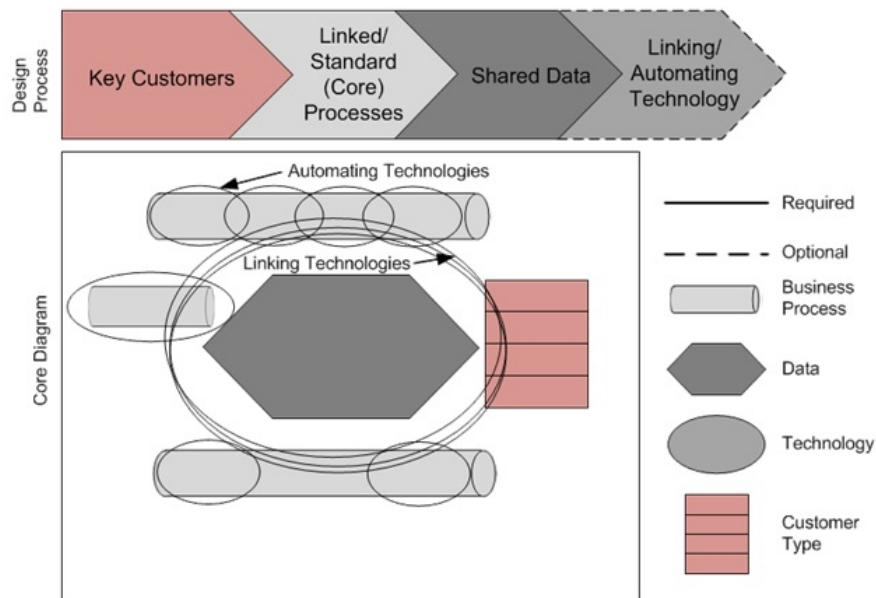 Design
Process
Key Customers
Linked/
Standard
(Core)
Processes
Shared Data
Linking/
Automating
Technology
Core Diagram
Automating Technologies
Linking Technologies
Required
Optional
Business
Process
Data
Technology
Customer
Type